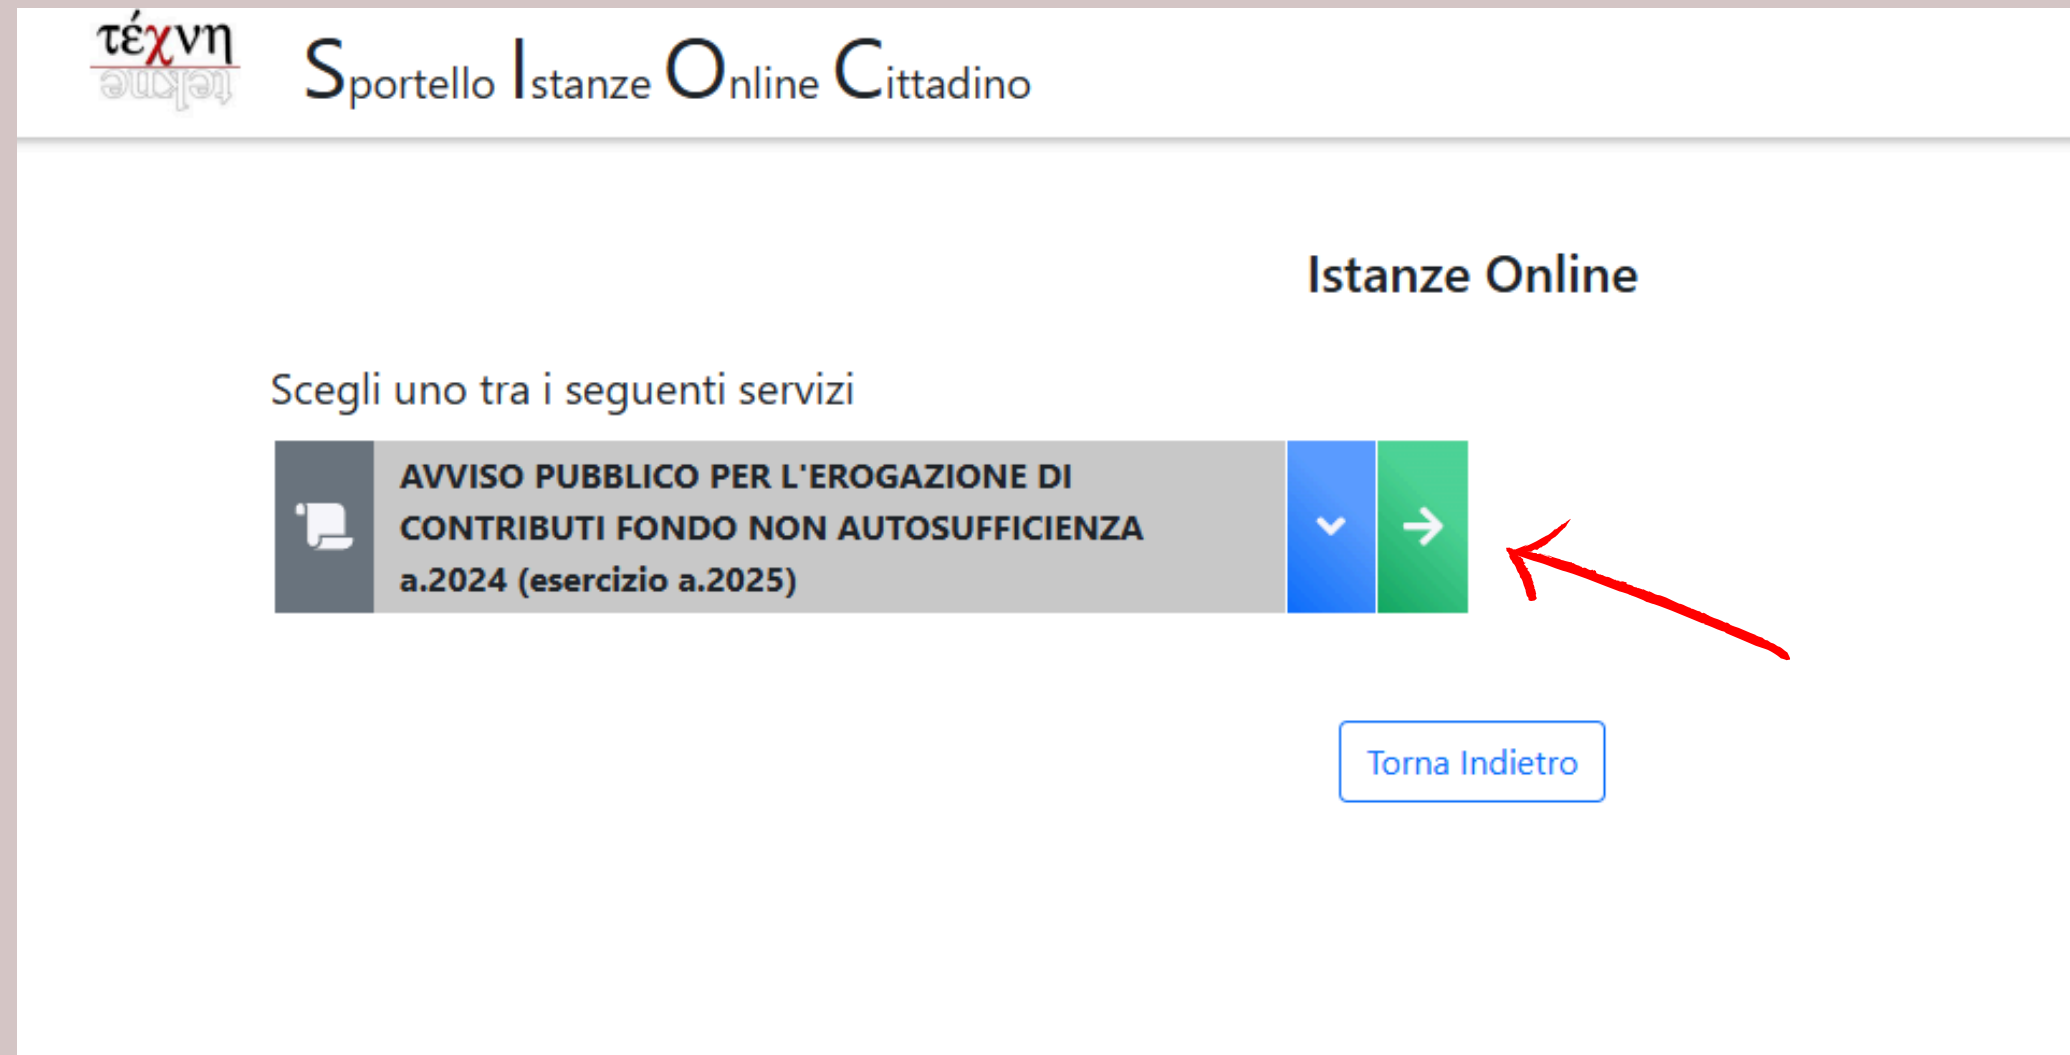 τέχνη
tekne
Sportello Istanze Online Cittadino
Istanze Online
Scegli uno tra i seguenti servizi
AVVISO PUBBLICO PER L'EROGAZIONE DI
CONTRIBUTI FONDO NON AUTOSUFFICIENZA
a.2024 (esercizio a.2025)
Torna Indietro